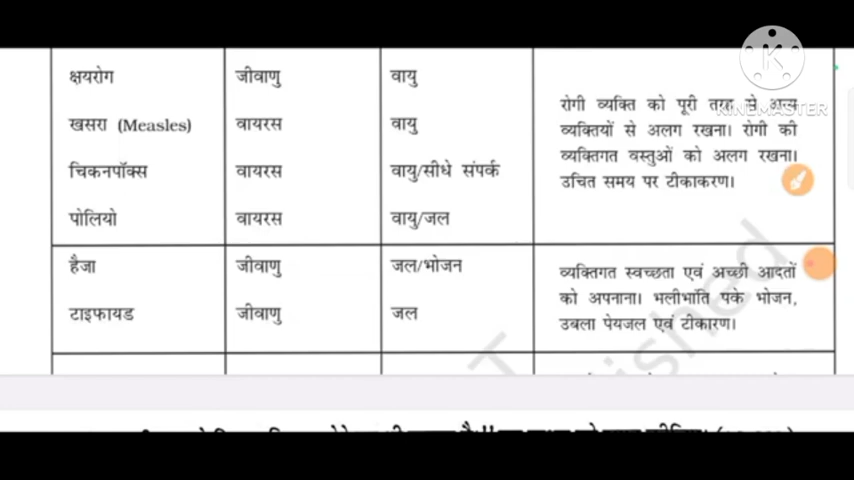 क्षयरोग जीवाणु वायु
खसरा (Measles) वायरस वायु
चिकनपॉक्स वायरस वायु/सीधे संपर्क
पोलियो वायरस वायु/जल
रोगी व्यक्ति को पूरी तरह से अन्य
व्यक्तियों से अलग रखना। रोगी की
व्यक्तिगत वस्तुओं को अलग रखना।
उचित समय पर टीकाकरण।
हैजा जीवाणु जल/भोजन
टाइफायड जीवाणु जल
व्यक्तिगत स्वच्छता एवं अच्छी आदतों
को अपनाना। भलीभांति पके भोजन,
उबला पेयजल एवं टीकारण।
K
KINEMASTER